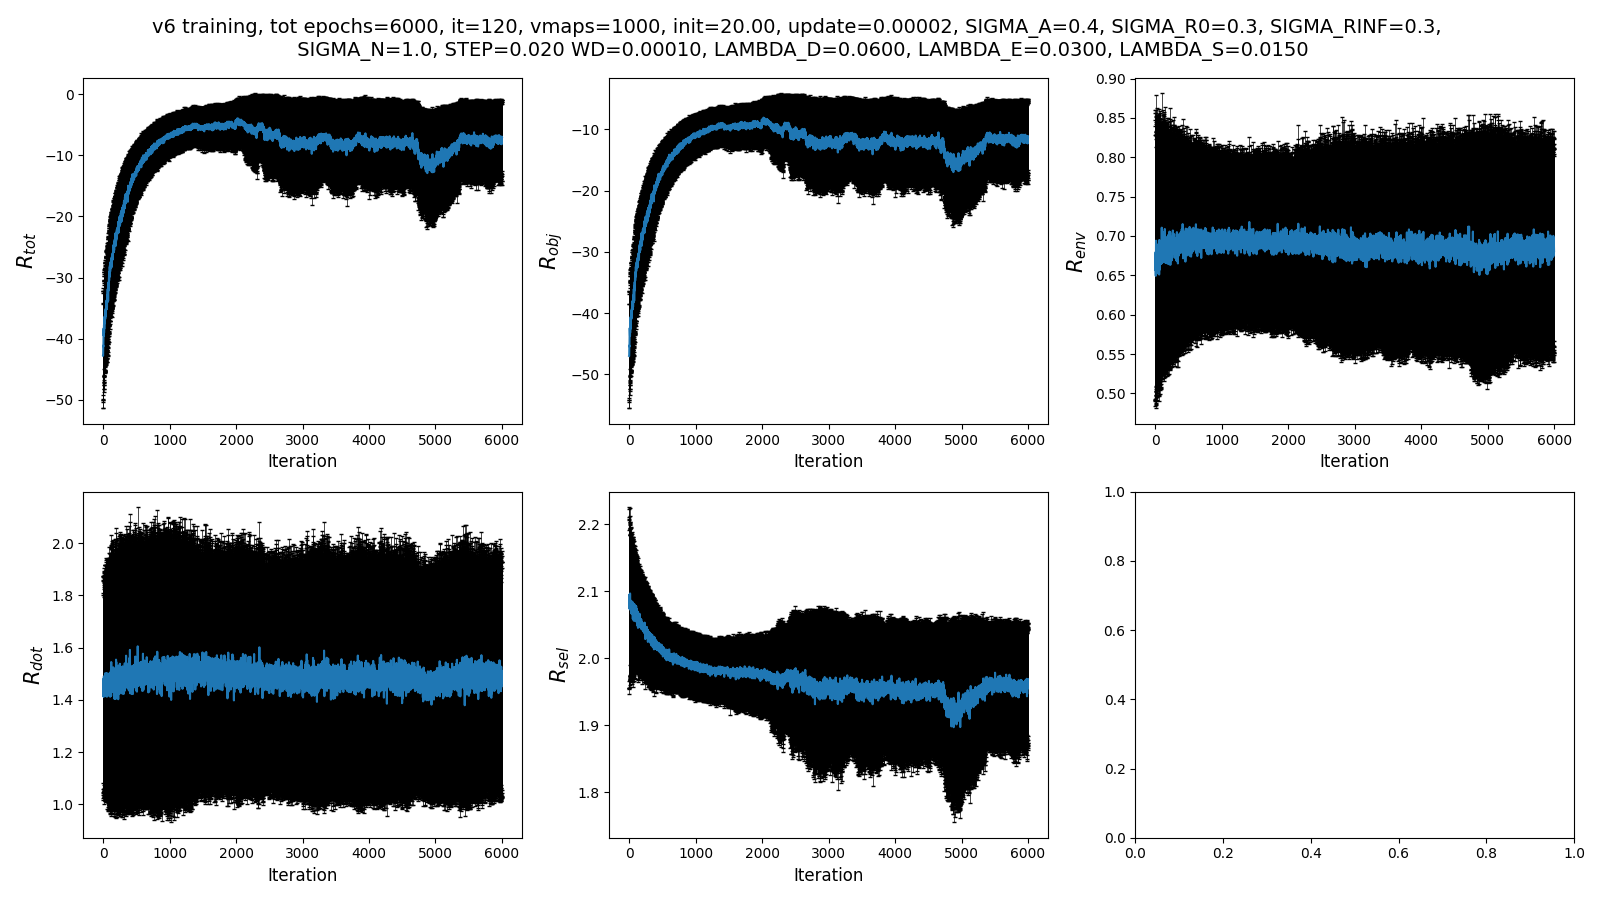 v6 training, tot epochs=6000, it=120, vmaps=1000, init=20.00, update=0.00002, SIGMA_A=0.4, SIGMA_R0=0.3, SIGMA_RINF=0.3,
SIGMA_N=1.0, STEP=0.020 WD=0.00010, LAMBDA_D=0.0600, LAMBDA_E=0.0300, LAMBDA_S=0.0150
R_tot
0
−10
−20
−30
−40
−50
0 1000 2000 3000 4000 5000 6000
Iteration
R_obj
−10
−20
−30
−40
−50
0 1000 2000 3000 4000 5000 6000
Iteration
R_env
0.90
0.85
0.80
0.75
0.70
0.65
0.60
0.55
0.50
0 1000 2000 3000 4000 5000 6000
Iteration
R_dot
2.0
1.8
1.6
1.4
1.2
1.0
0 1000 2000 3000 4000 5000 6000
Iteration
R_sel
2.2
2.1
2.0
1.9
1.8
0 1000 2000 3000 4000 5000 6000
Iteration
1.0
0.8
0.6
0.4
0.2
0.0
0.0 0.2 0.4 0.6 0.8 1.0